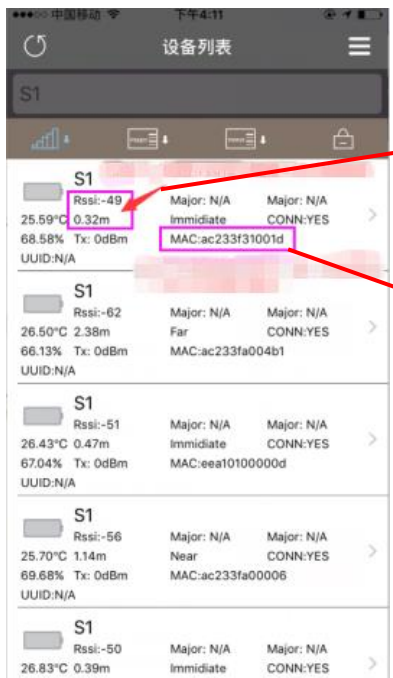 中国移动 下午4:11
设备列表
S1
S1
Rssi:-49 Major: N/A Major: N/A
25.59°C 0.32m Immidiate CONN:YES
68.58% Tx: 0dBm MAC:ac233f31001d
UUID:N/A
S1
Rssi:-62 Major: N/A Major: N/A
26.50°C 2.38m Far CONN:YES
66.13% Tx: 0dBm MAC:ac233fa004b1
UUID:N/A
S1
Rssi:-51 Major: N/A Major: N/A
26.43°C 0.47m Immidiate CONN:YES
67.04% Tx: 0dBm MAC:eea10100000d
UUID:N/A
S1
Rssi:-56 Major: N/A Major: N/A
25.70°C 1.14m Near CONN:YES
69.68% Tx: 0dBm MAC:ac233fa00006
UUID:N/A
S1
Rssi:-50 Major: N/A Major: N/A
26.83°C 0.39m Immidiate CONN:YES